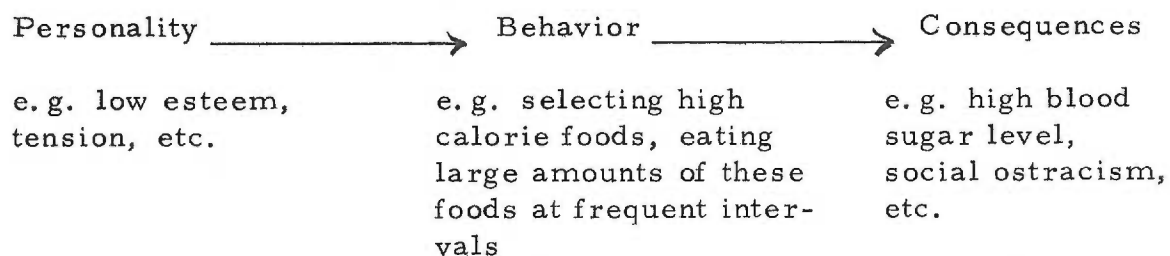 Personality Behavior Consequences
e.g. low esteem, e.g. selecting high e.g. high blood
tension, etc. calorie foods, eating sugar level,
large amounts of these social ostracism,
foods at frequent inter- etc.
vals